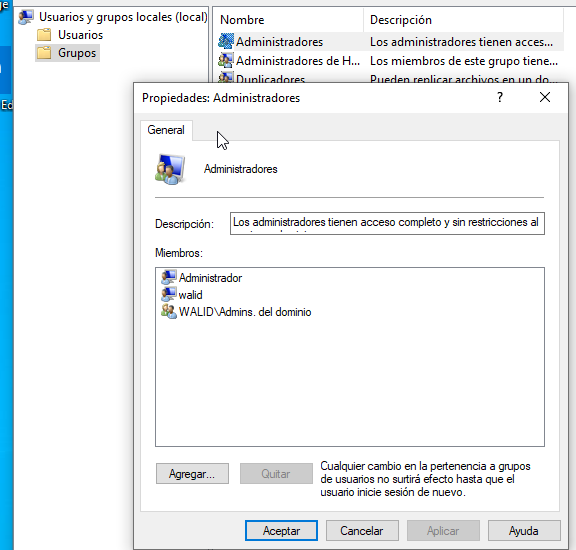 ge
Ed
Usuarios y grupos locales (local)
Usuarios
Grupos
Nombre Descripción
Administradores Los administradores tienen acces...
Administradores de H... Los miembros de este grupo tiene...
Duplicadores Pueden replicar archivos en un do...
Propiedades: Administradores ?
General
Administradores
Descripción: Los administradores tienen acceso completo y sin restricciones al
Miembros:
Administrador
walid
WALID\Admins. del dominio
Agregar... Quitar
Cualquier cambio en la pertenencia a grupos
de usuarios no surtirá efecto hasta que el
usuario inicie sesión de nuevo.
Aceptar Cancelar Aplicar Ayuda